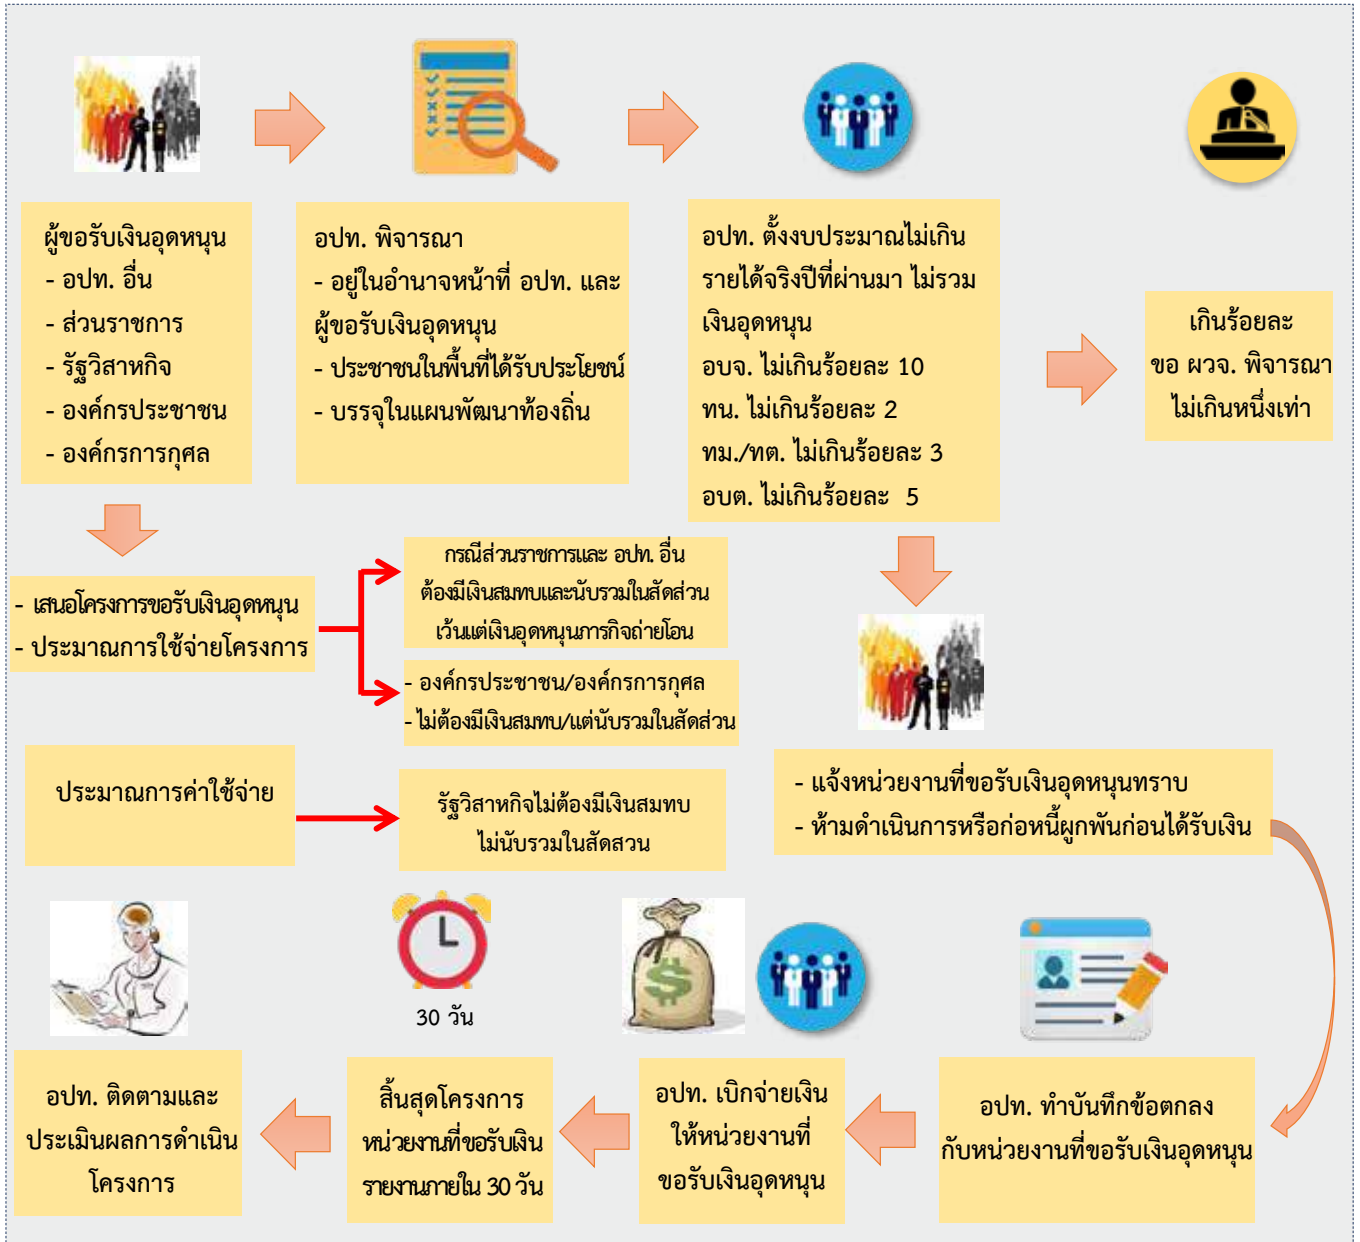 ผู้ขอรับเงินอุดหนุน
- อปท. อื่น
- ส่วนราชการ
- รัฐวิสาหกิจ
- องค์กรประชาชน
- องค์กรการกุศล
อปท. พิจารณา
- อยู่ในอำนาจหน้าที่ อปท. และ
ผู้ขอรับเงินอุดหนุน
- ประชาชนในพื้นที่ได้รับประโยชน์
- บรรจุในแผนพัฒนาท้องถิ่น
อปท. ตั้งงบประมาณไม่เกิน
รายได้จริงปีที่ผ่านมา ไม่รวม
เงินอุดหนุน
อบจ. ไม่เกินร้อยละ 10
ทน. ไม่เกินร้อยละ 2
ทม./ทต. ไม่เกินร้อยละ 3
อบต. ไม่เกินร้อยละ 5
เกินร้อยละ
ขอ ผวจ. พิจารณา
ไม่เกินหนึ่งเท่า
- เสนอโครงการขอรับเงินอุดหนุน
- ประมาณการใช้จ่ายโครงการ
กรณีส่วนราชการและ อปท. อื่น
ต้องมีเงินสมทบและนับรวมในสัดส่วน
เว้นแต่เงินอุดหนุนภารกิจถ่ายโอน
- องค์กรประชาชน/องค์กรการกุศล
- ไม่ต้องมีเงินสมทบ/แต่นับรวมในสัดส่วน
ประมาณการค่าใช้จ่าย
รัฐวิสาหกิจไม่ต้องมีเงินสมทบ
ไม่นับรวมในสัดสวน
- แจ้งหน่วยงานที่ขอรับเงินอุดหนุนทราบ
- ห้ามดำเนินการหรือก่อหนี้ผูกพันก่อนได้รับเงิน
อปท. ทำบันทึกข้อตกลง
กับหน่วยงานที่ขอรับเงินอุดหนุน
อปท. เบิกจ่ายเงิน
ให้หน่วยงานที่
ขอรับเงินอุดหนุน
30 วัน
สิ้นสุดโครงการ
หน่วยงานที่ขอรับเงิน
รายงานภายใน 30 วัน
อปท. ติดตามและ
ประเมินผลการดำเนิน
โครงการ